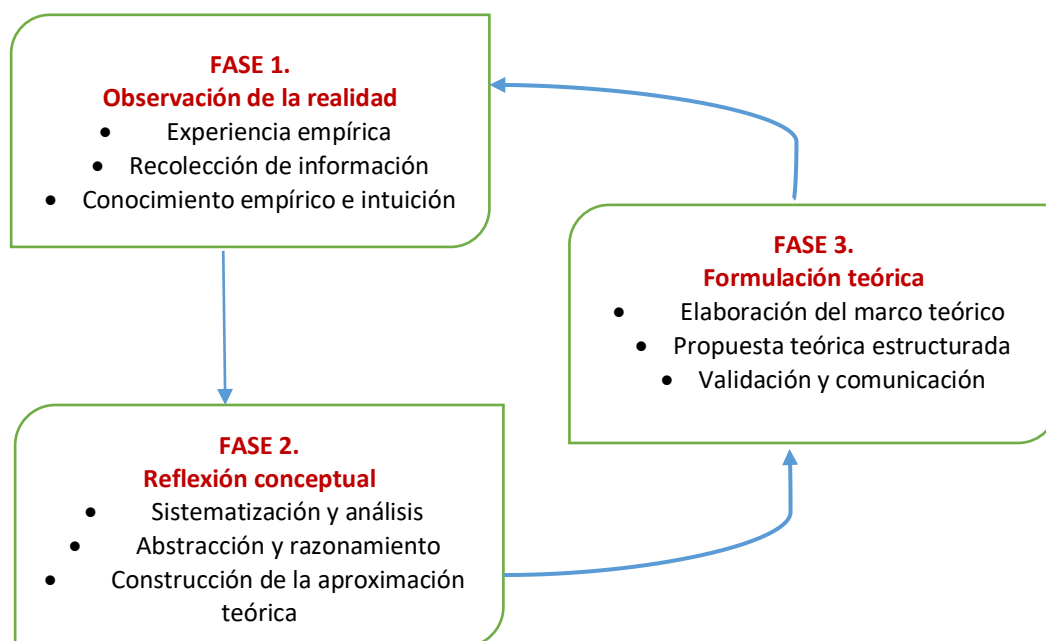 FASE 1.
Observación de la realidad
• Experiencia empírica
• Recolección de información
• Conocimiento empírico e intuición
FASE 2.
Reflexión conceptual
• Sistematización y análisis
• Abstracción y razonamiento
• Construcción de la aproximación
teórica
FASE 3.
Formulación teórica
• Elaboración del marco teórico
• Propuesta teórica estructurada
• Validación y comunicación